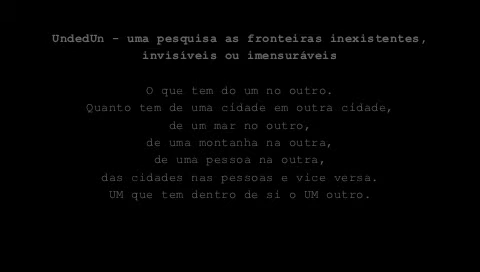 UndedUn - uma pesquisa as fronteiras inexistentes,
invisíveis ou imensuráveis
O que tem do um no outro.
Quanto tem de uma cidade em outra cidade,
de um mar no outro,
de uma montanha na outra,
de uma pessoa na outra,
das cidades nas pessoas e vice versa.
UM que tem dentro de si o UM outro.